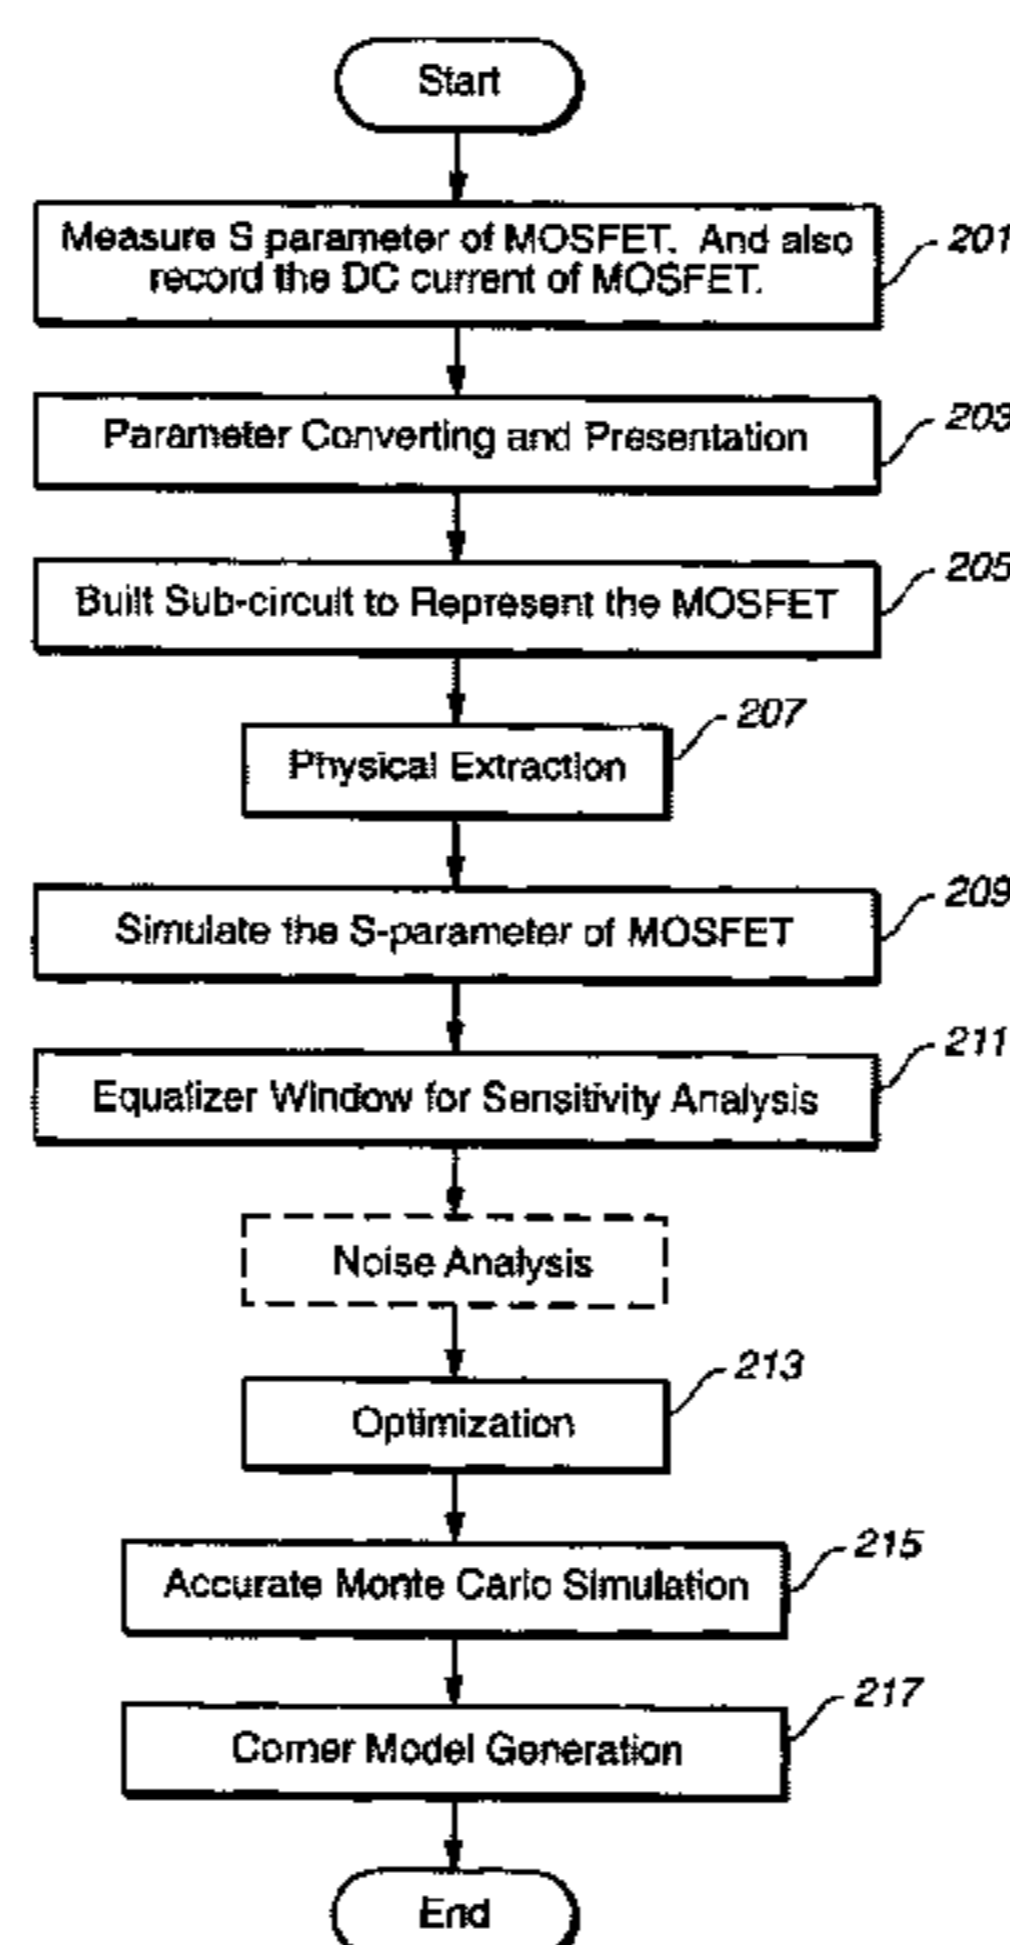 Start
Measure S parameter of MOSFET. And also
record the DC current of MOSFET.
201
Parameter Converting and Presentation
203
Built Sub-circuit to Represent the MOSFET
205
Physical Extraction
207
Simulate the S-parameter of MOSFET
209
Equalizer Window for Sensitivity Analysis
211
Noise Analysis
Optimization
213
Accurate Monte Carlo Simulation
215
Corner Model Generation
217
End